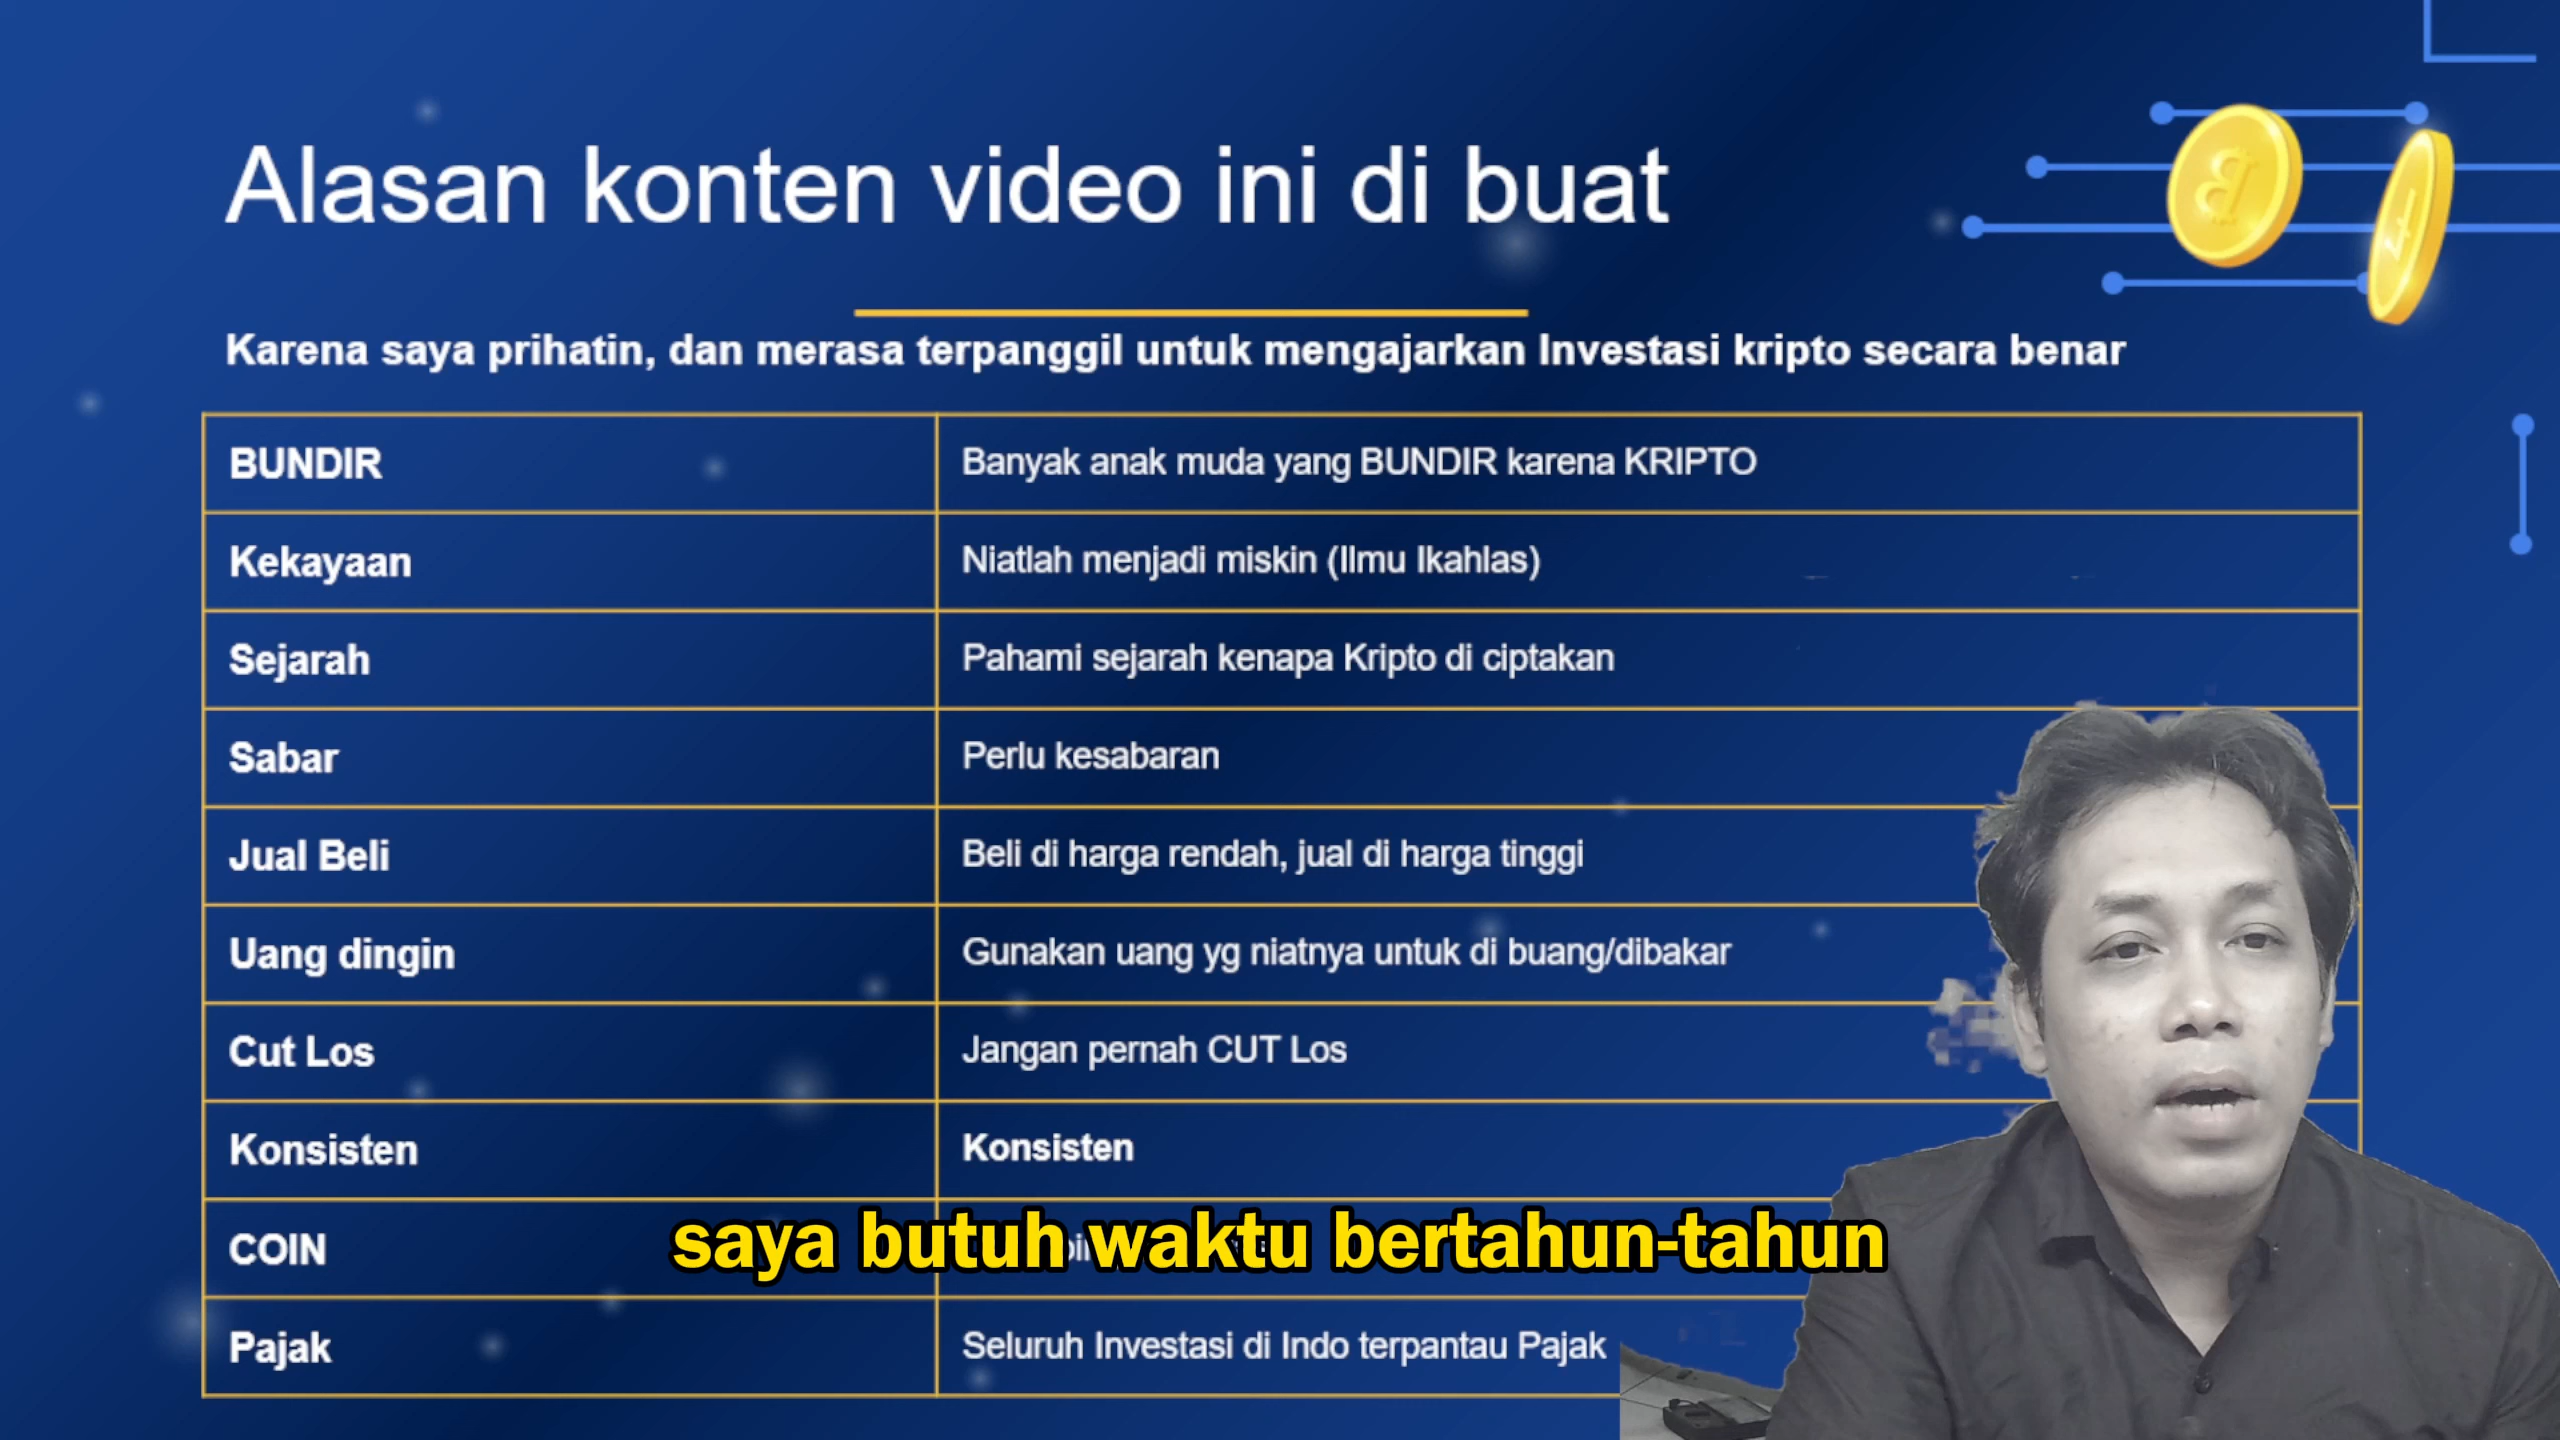 Alasan konten video ini di buat
Karena saya prihatin, dan merasa terpanggil untuk mengajarkan Investasi kripto secara benar
BUNDIR
Banyak anak muda yang BUNDIR karena KRIPTO
Kekayaan
Niatlah menjadi miskin (Ilmu Ikahlas)
Sejarah
Pahami sejarah kenapa Kripto di ciptakan
Sabar
Perlu kesabaran
Jual Beli
Beli di harga rendah, jual di harga tinggi
Uang dingin
Gunakan uang yg niatnya untuk di buang/dibakar
Cut Los
Jangan pernah CUT Los
Konsisten
Konsisten
COIN
saya butuh waktu bertahun-tahun
Pajak
Seluruh Investasi di Indo terpantau Pajak